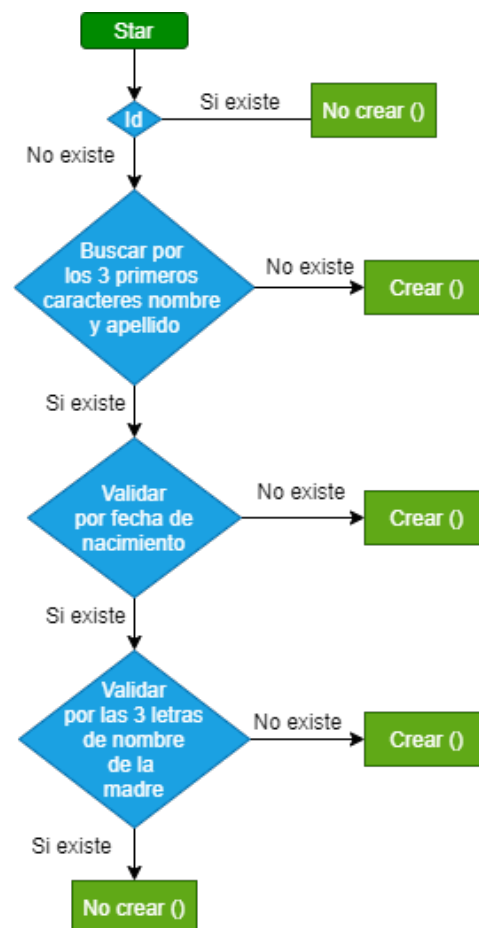 Star
Id
Si existe
No crear ()
No existe
Buscar por
los 3 primeros
caracteres nombre
y apellido
No existe
Crear ()
Si existe
Validar
por fecha de
nacimiento
No existe
Crear ()
Si existe
Validar
por las 3 letras
de nombre
de la
madre
No existe
Crear ()
Si existe
No crear ()